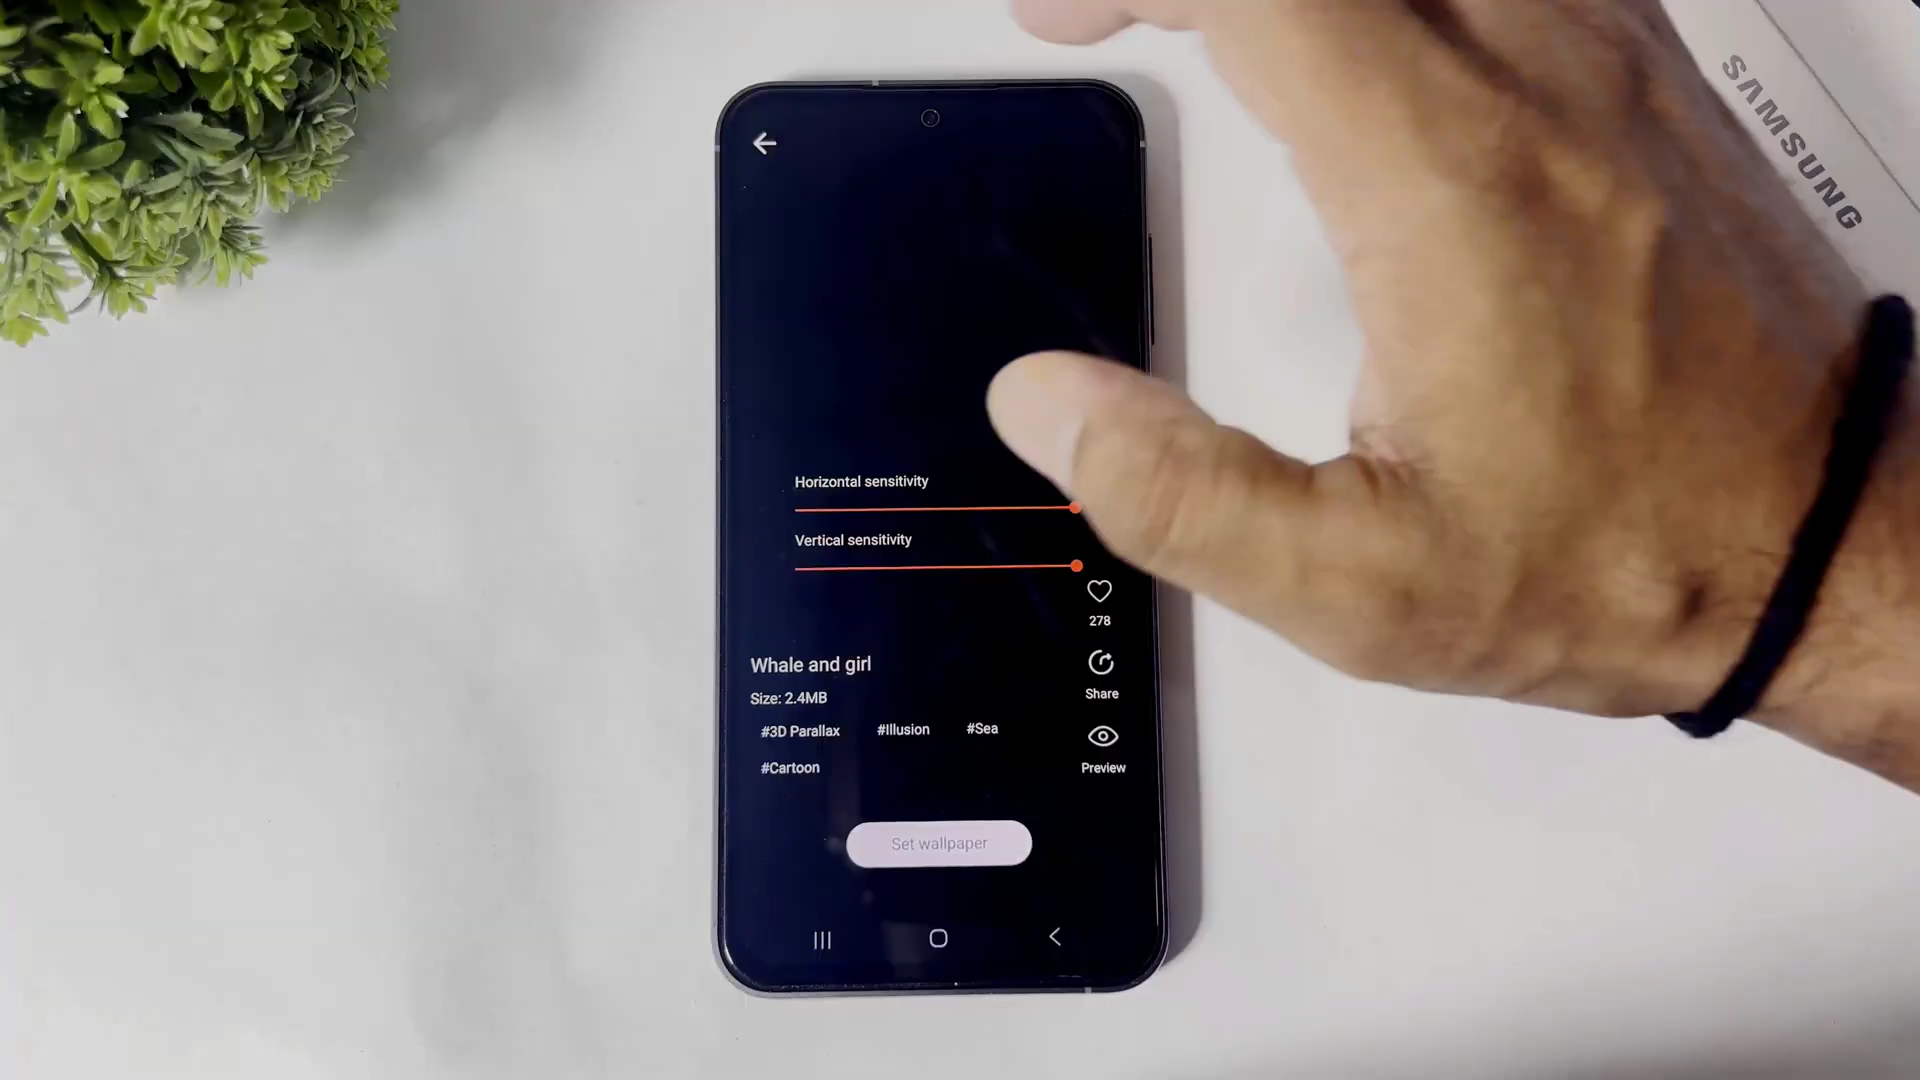 SAMSUNG
Horizontal sensitivity
Vertical sensitivity
278
Whale and girl
Share
Size: 2.4MB
#3D Parallax #Illusion #Sea
#Cartoon
Preview
Set wallpaper